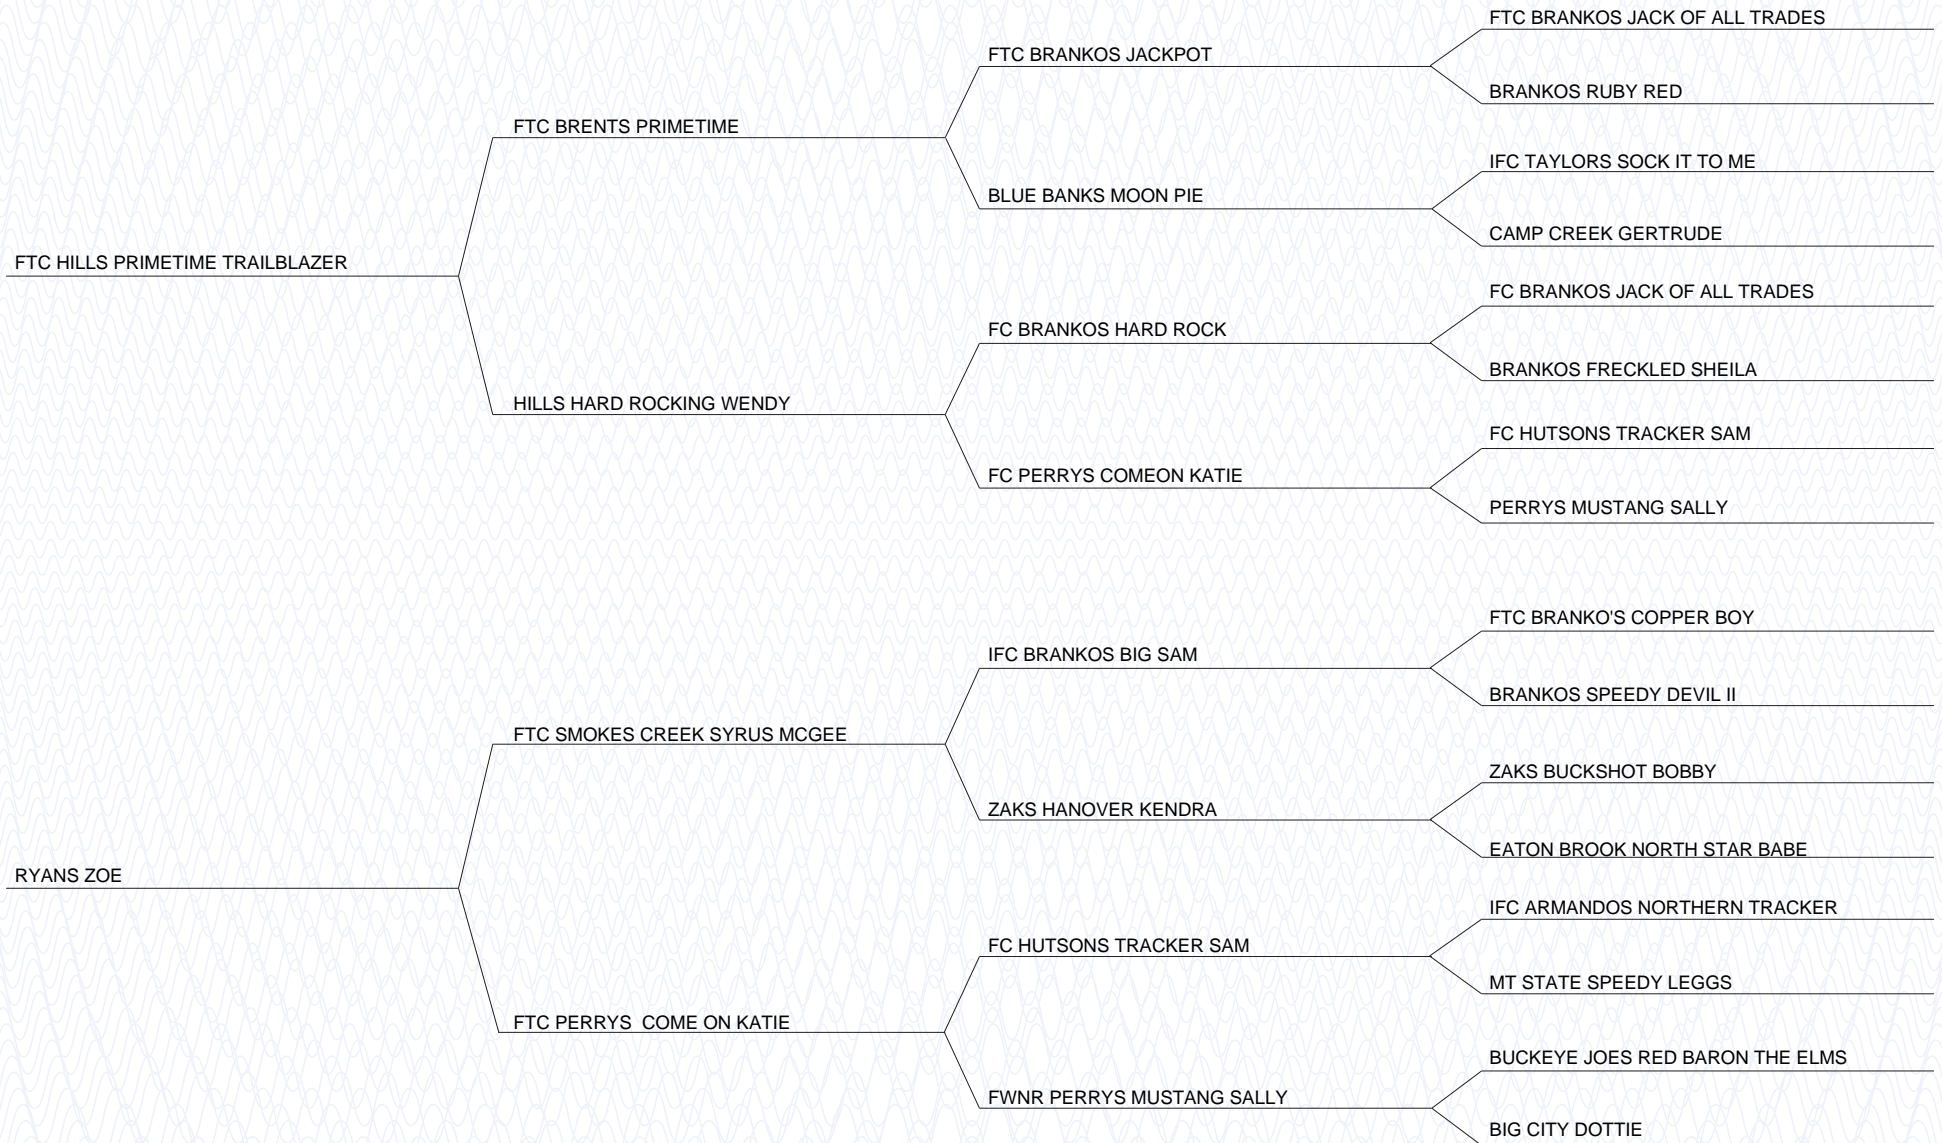 FTC BRANKOS JACK OF ALL TRADES
FTC BRANKOS JACKPOT
BRANKOS RUBY RED
FTC BRENTS PRIMETIME
IFC TAYLORS SOCK IT TO ME
BLUE BANKS MOON PIE
CAMP CREEK GERTRUDE
FTC HILLS PRIMETIME TRAILBLAZER
FC BRANKOS JACK OF ALL TRADES
FC BRANKOS HARD ROCK
BRANKOS FRECKLED SHEILA
HILLS HARD ROCKING WENDY
FC HUTSONS TRACKER SAM
FC PERRYS COMEON KATIE
PERRYS MUSTANG SALLY
FTC BRANKO'S COPPER BOY
IFC BRANKOS BIG SAM
BRANKOS SPEEDY DEVIL II
FTC SMOKES CREEK SYRUS MCGEE
ZAKS BUCKSHOT BOBBY
ZAKS HANOVER KENDRA
EATON BROOK NORTH STAR BABE
RYANS ZOE
IFC ARMANDOS NORTHERN TRACKER
FC HUTSONS TRACKER SAM
MT STATE SPEEDY LEGGS
FTC PERRYS  COME ON KATIE
BUCKEYE JOES RED BARON THE ELMS
FWNR PERRYS MUSTANG SALLY
BIG CITY DOTTIE